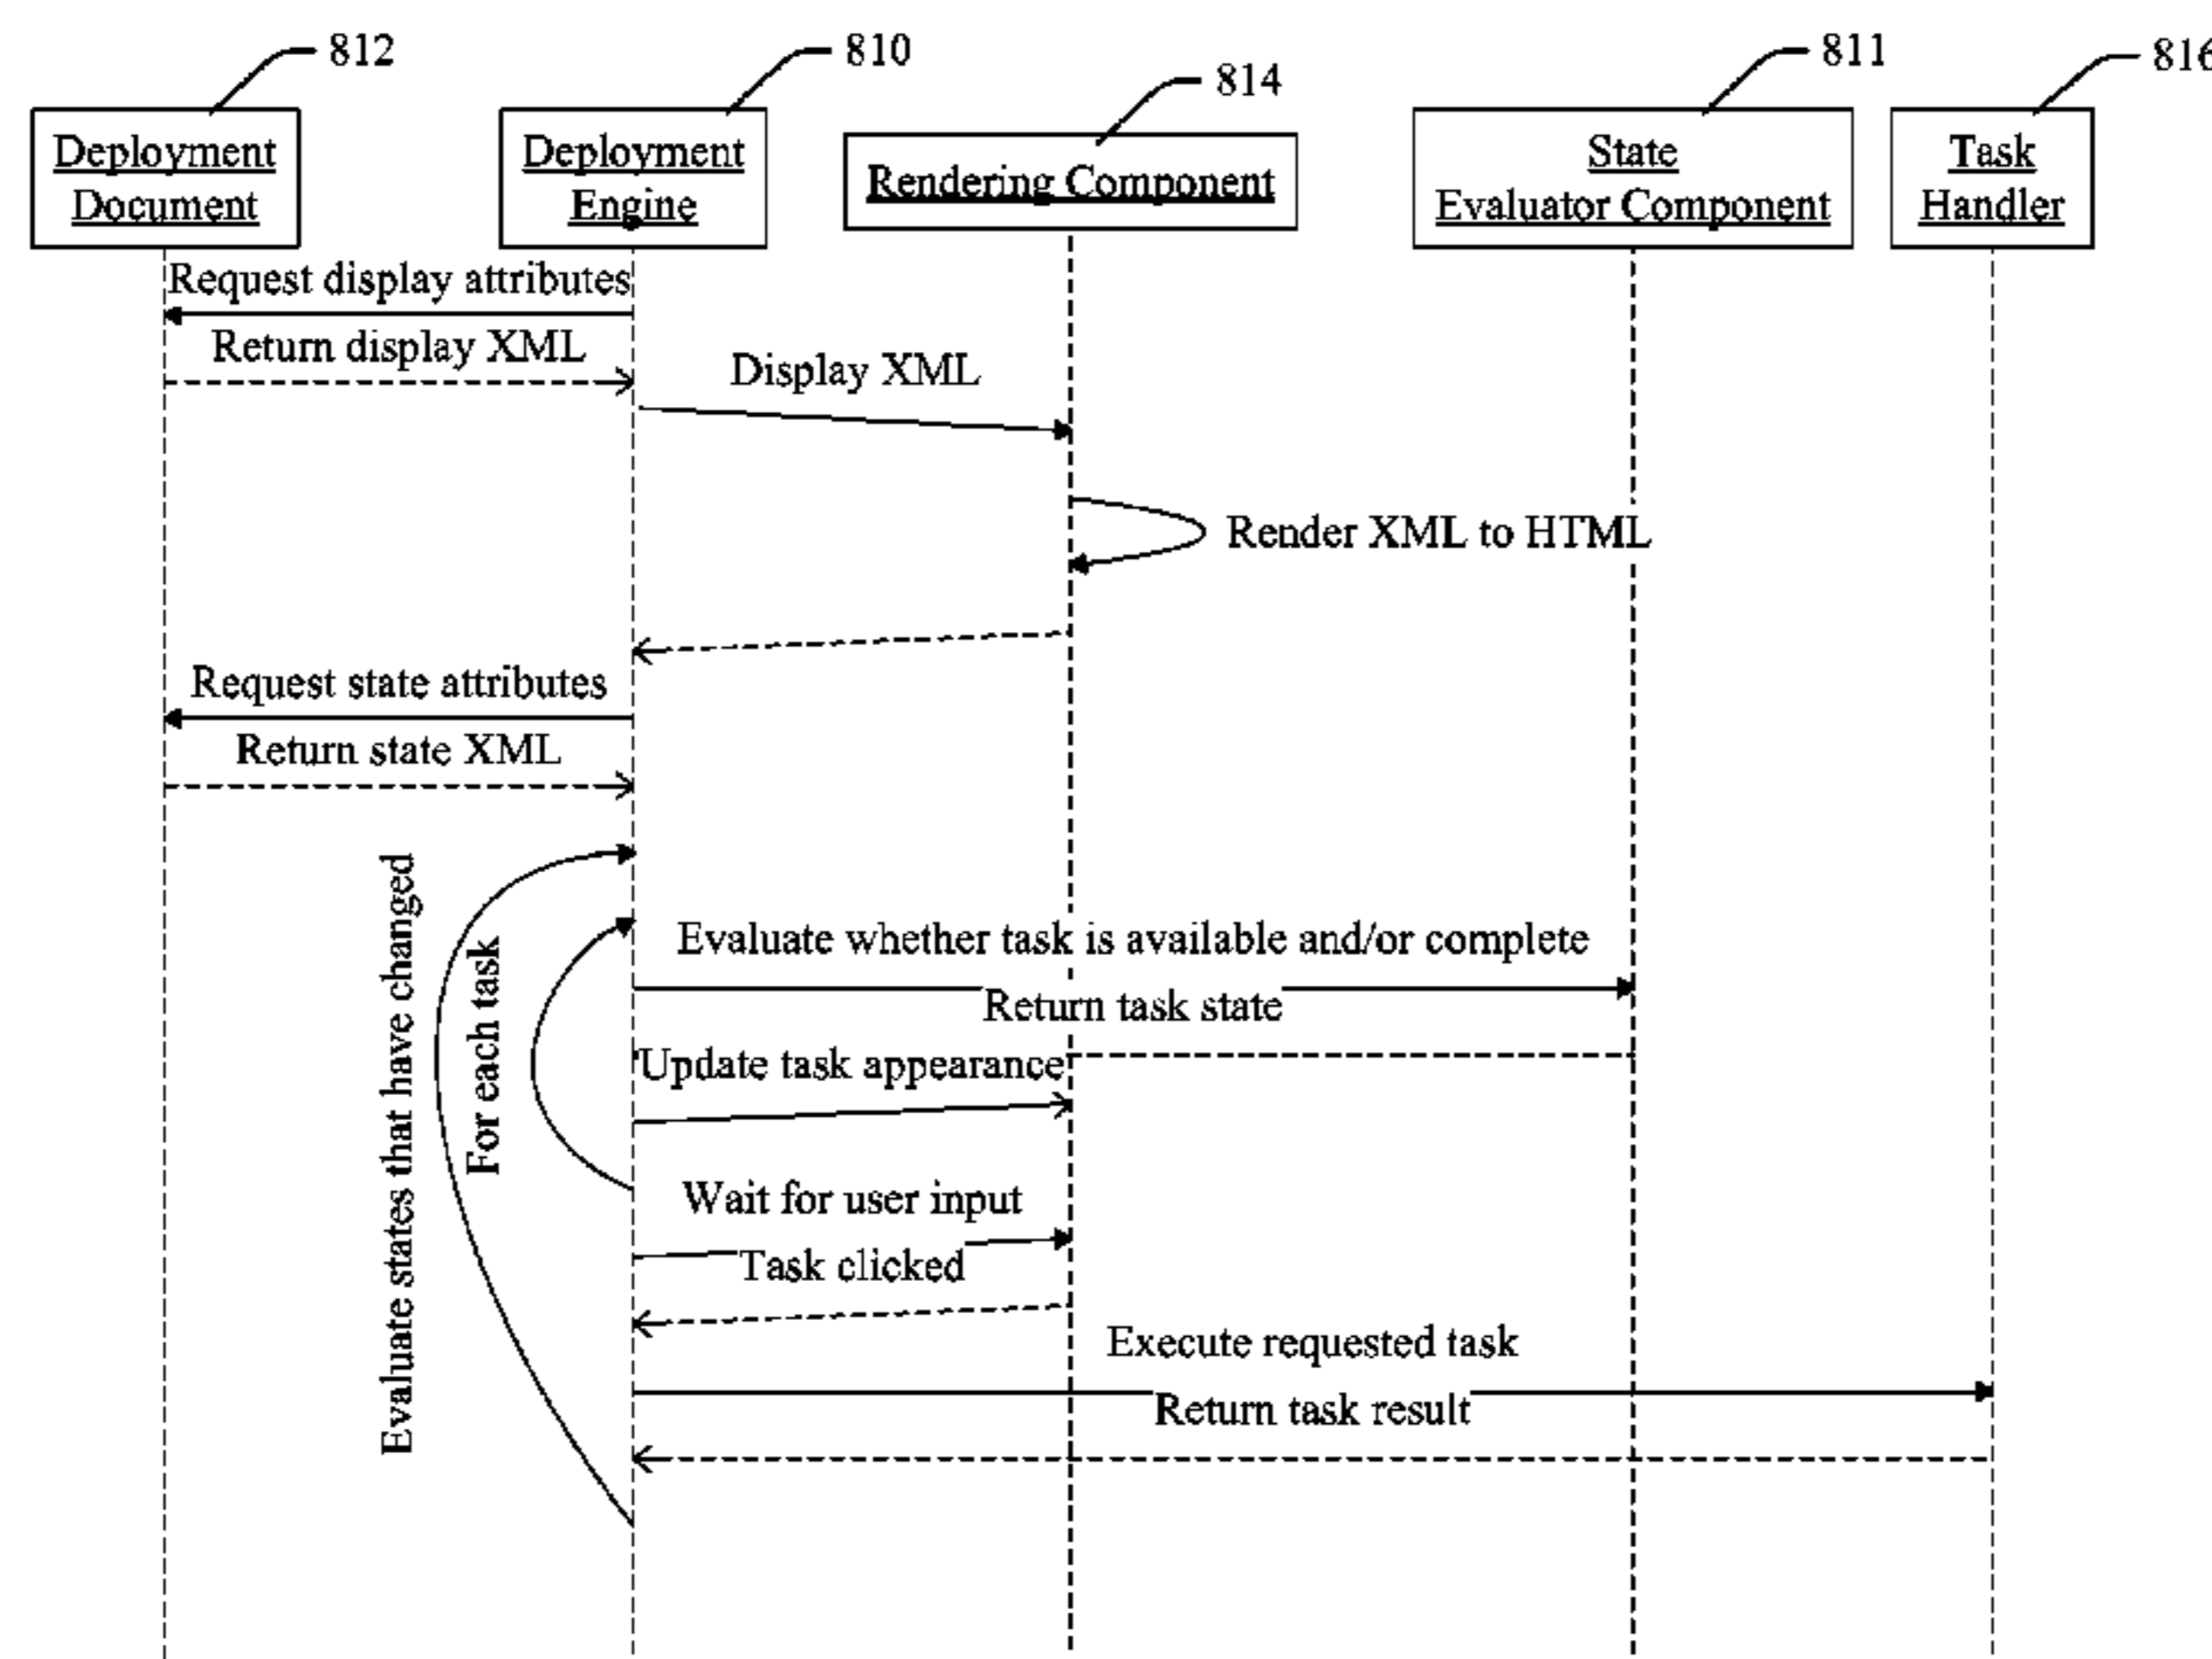 812
810
814
811
816
Deployment
Document
Deployment
Engine
Rendering Component
State
Evaluator Component
Task
Handler
Request display attributes
Return display XML
Display XML
Render XML to HTML
Request state attributes
Return state XML
Evaluate states that have changed
For each task
Evaluate whether task is available and/or complete
Return task state
Update task appearance
Wait for user input
Task clicked
Execute requested task
Return task result